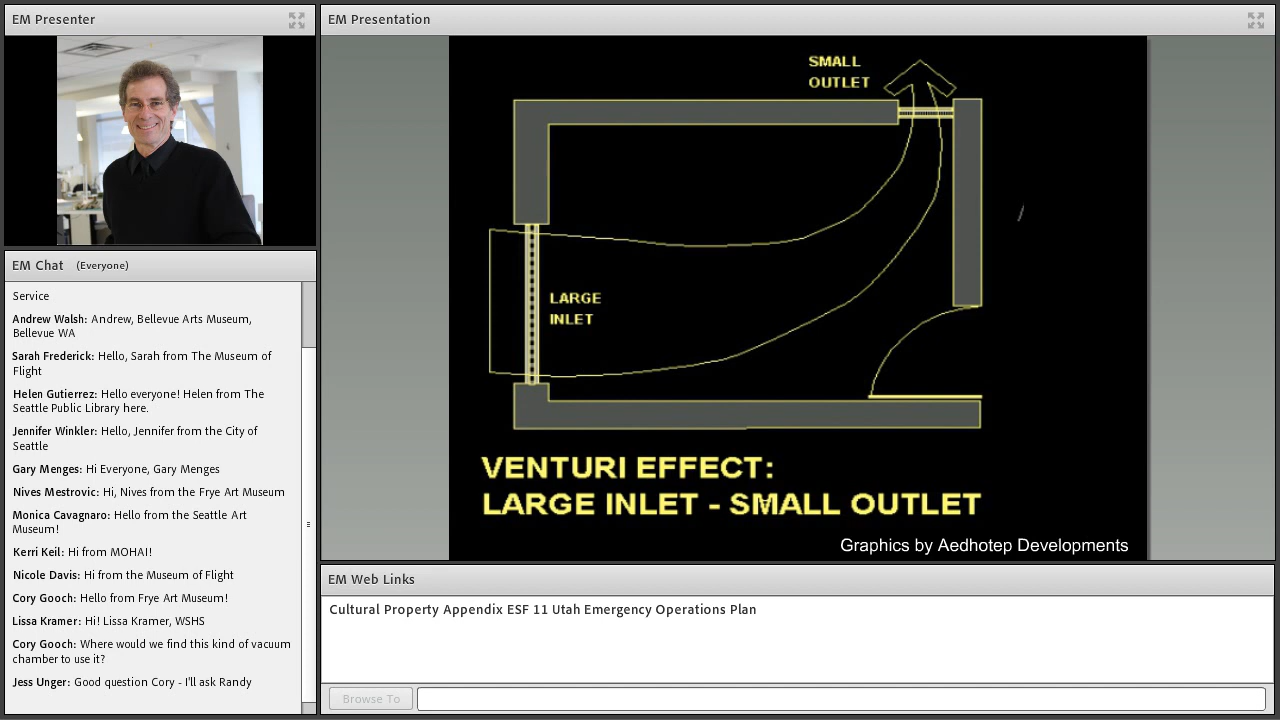 EM Presenter
EM Chat (Everyone)
Service
Andrew Walsh: Andrew, Bellevue Arts Museum,
Bellevue WA
Sarah Frederick: Hello, Sarah from The Museum of
Flight
Helen Gutierrez: Hello everyone! Helen from The
Seattle Public Library here.
Jennifer Winkler: Hello, Jennifer from the City of
Seattle
Gary Menges: Hi Everyone, Gary Menges
Nives Mestrovic: Hi, Nives from the Frye Art Museum
Monica Cavagnaro: Hello from the Seattle Art
Museum!
Kerri Keil: Hi from MOHAI!
Nicole Davis: Hi from the Museum of Flight
Cory Gooch: Hello from Frye Art Museum!
Lissa Kramer: Hi! Lissa Kramer, WSHS
Cory Gooch: Where would we find this kind of vacuum
chamber to use it?
Jess Unger: Good question Cory - I'll ask Randy
EM Presentation
SMALL
OUTLET
LARGE
INLET
VENTURI EFFECT:
LARGE INLET - SMALL OUTLET
Graphics by Aedhotep Developments
EM Web Links
Cultural Property Appendix ESF 11 Utah Emergency Operations Plan
Browse To